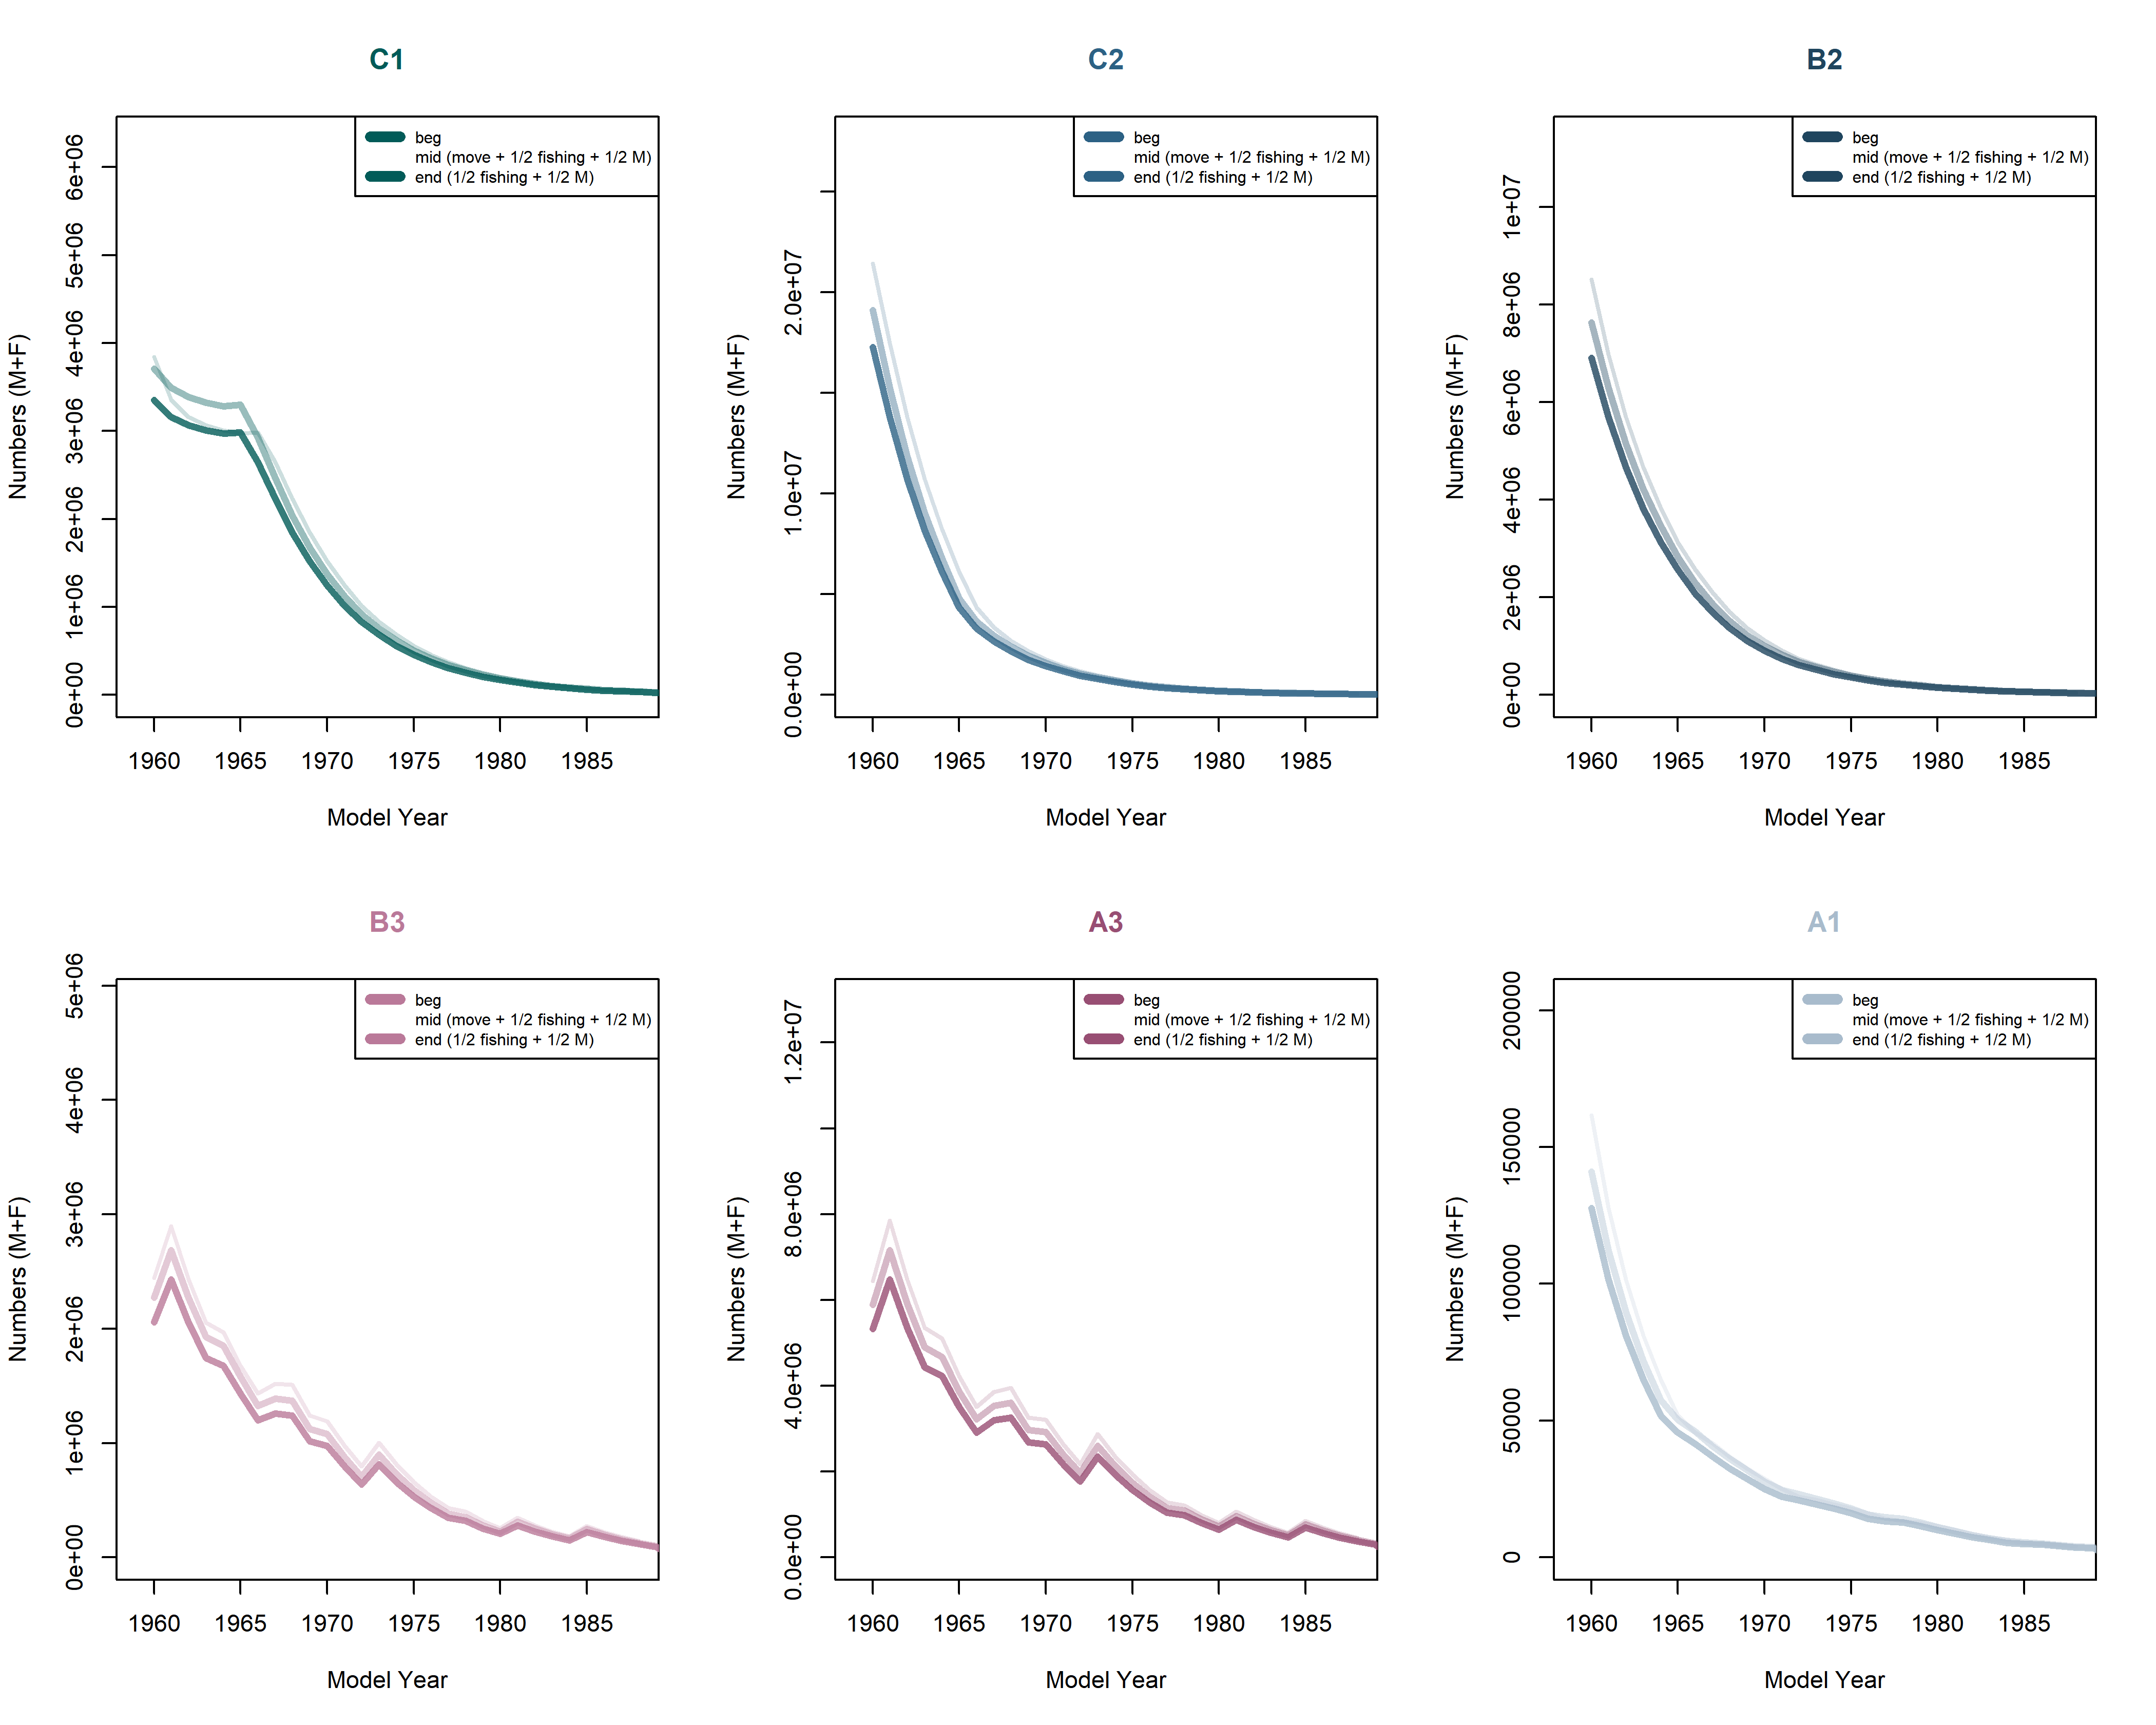 C1
beg
mid (move + 1/2 fishing + 1/2 M)
end (1/2 fishing + 1/2 M)
Numbers (M+F)
6e+06
5e+06
4e+06
3e+06
2e+06
1e+06
0e+00
1960 1965 1970 1975 1980 1985
Model Year
C2
beg
mid (move + 1/2 fishing + 1/2 M)
end (1/2 fishing + 1/2 M)
Numbers (M+F)
2.0e+07
1.0e+07
0.0e+00
1960 1965 1970 1975 1980 1985
Model Year
B2
beg
mid (move + 1/2 fishing + 1/2 M)
end (1/2 fishing + 1/2 M)
Numbers (M+F)
1e+07
8e+06
6e+06
4e+06
2e+06
0e+00
1960 1965 1970 1975 1980 1985
Model Year
B3
beg
mid (move + 1/2 fishing + 1/2 M)
end (1/2 fishing + 1/2 M)
Numbers (M+F)
5e+06
4e+06
3e+06
2e+06
1e+06
0e+00
1960 1965 1970 1975 1980 1985
Model Year
A3
beg
mid (move + 1/2 fishing + 1/2 M)
end (1/2 fishing + 1/2 M)
Numbers (M+F)
1.2e+07
8.0e+06
4.0e+06
0.0e+00
1960 1965 1970 1975 1980 1985
Model Year
A1
beg
mid (move + 1/2 fishing + 1/2 M)
end (1/2 fishing + 1/2 M)
Numbers (M+F)
200000
150000
100000
50000
0
1960 1965 1970 1975 1980 1985
Model Year